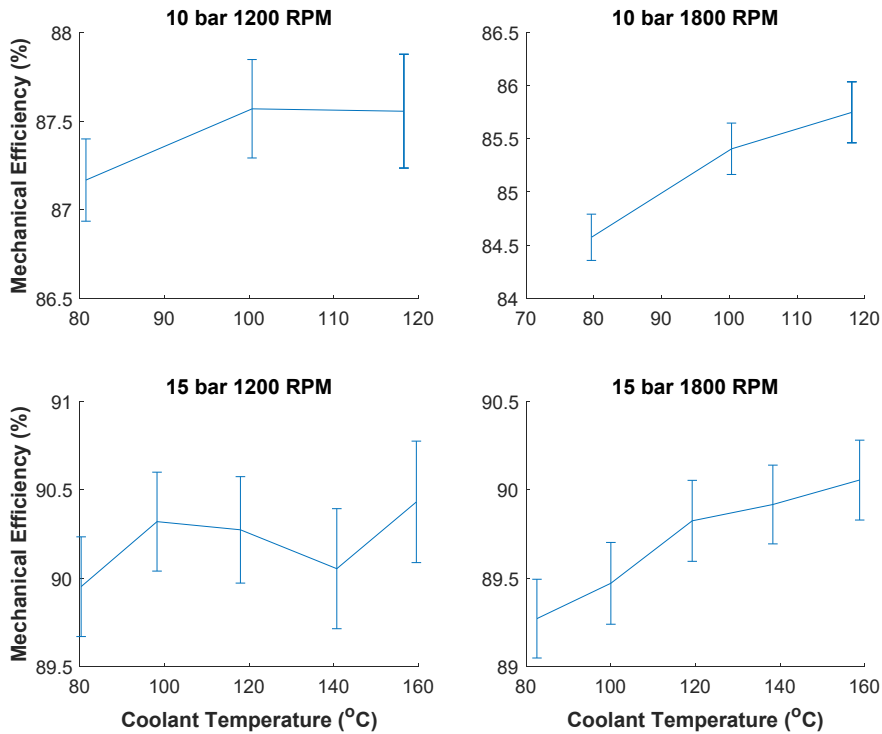 10 bar 1200 RPM
Mechanical Efficiency (%)
88
87.5
87
86.5
80 90 100 110 120
10 bar 1800 RPM
86.5
86
85.5
85
84.5
84
70 80 90 100 110 120
15 bar 1200 RPM
Mechanical Efficiency (%)
91
90.5
90
89.5
80 100 120 140 160
Coolant Temperature (°C)
15 bar 1800 RPM
90.5
90
89.5
89
80 100 120 140 160
Coolant Temperature (°C)